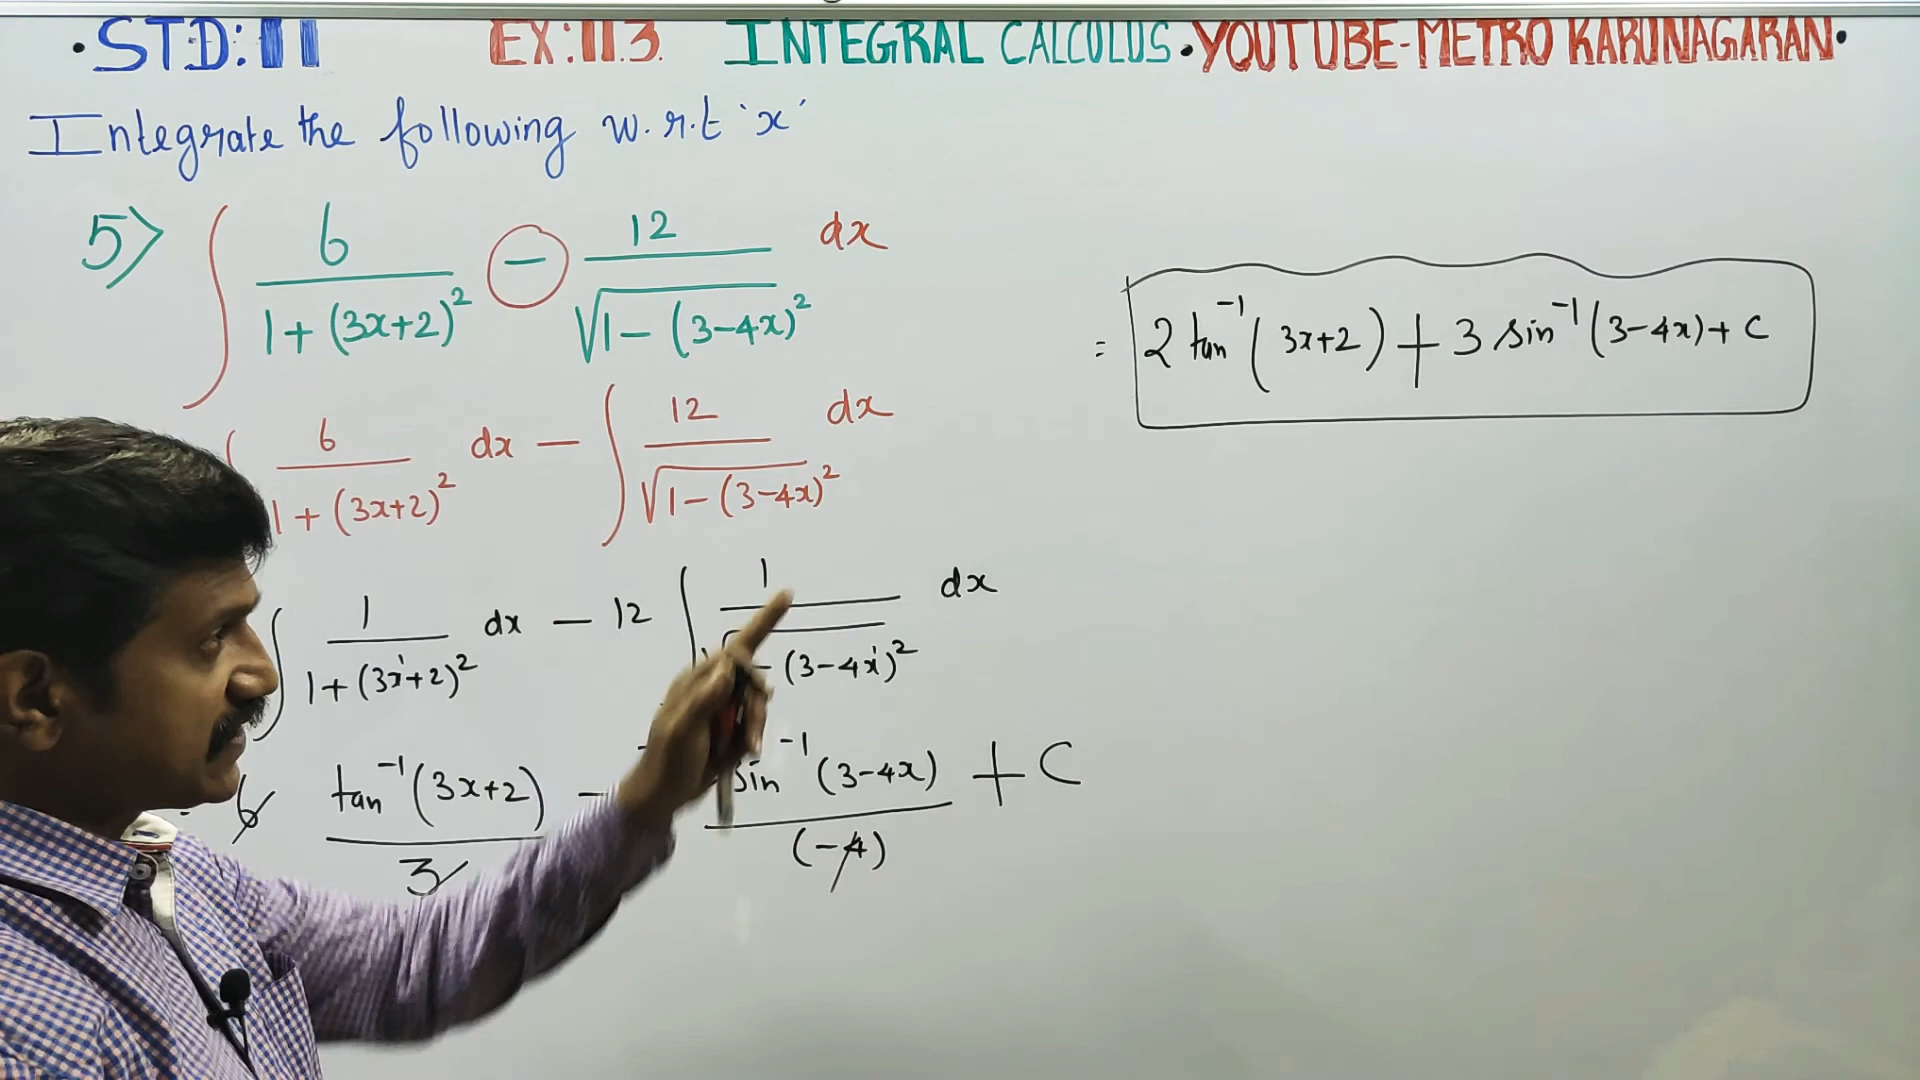 • STD: 11 EX: 11.3. INTEGRAL CALCULUS • YOUTUBE-METRO KARUNAGARAN •
Integrate the following w.r.t 'x'
5> ∫ 6/(1+(3x+2)²) − 12/√(1−(3−4x)²) dx
∫ 6/(1+(3x+2)²) dx − ∫ 12/√(1−(3−4x)²) dx
∫ 1/(1+(3x+2)²) dx − 12 ∫ 1/√ −(3−4x)² dx
6 tan⁻¹(3x+2)/3 − sin⁻¹(3−4x)/(−4) + C
= 2 tan⁻¹(3x+2) + 3 sin⁻¹(3−4x) + C